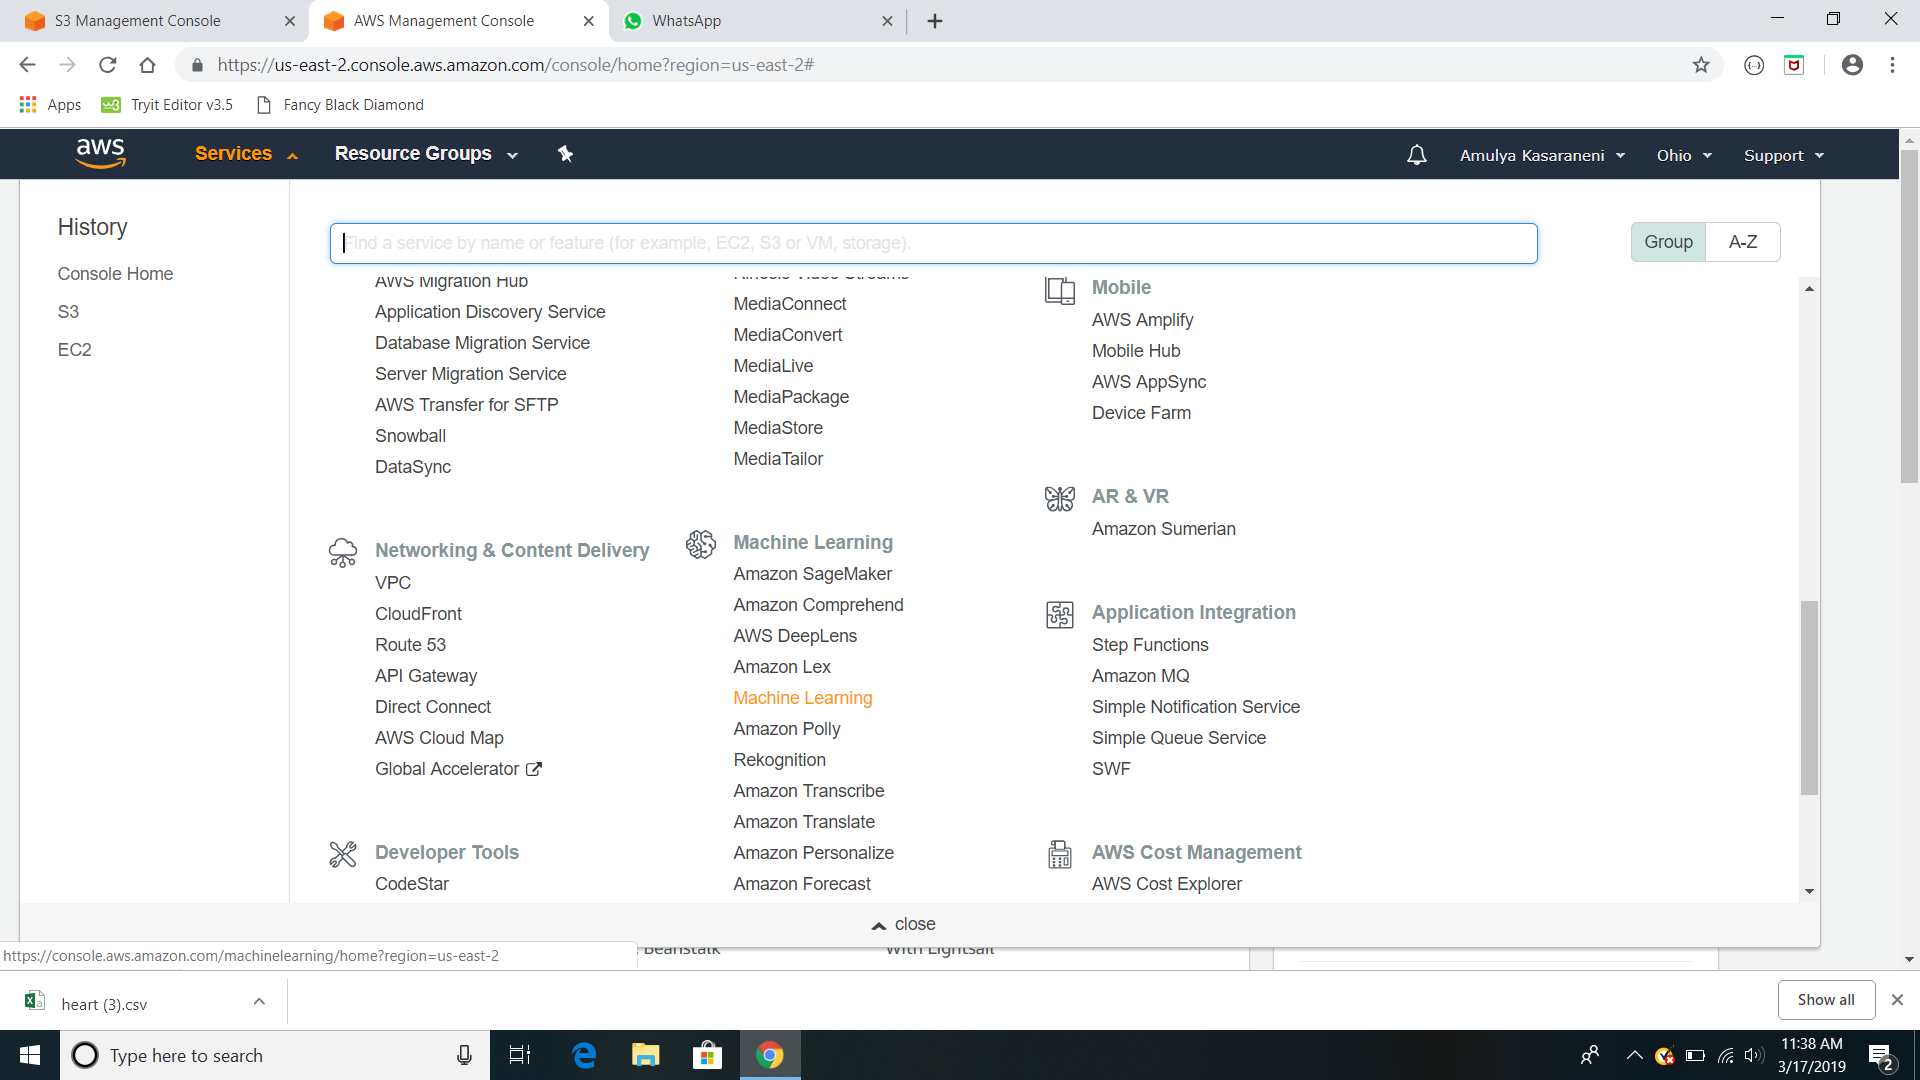 S3 Management Console
AWS Management Console
WhatsApp
https://us-east-2.console.aws.amazon.com/console/home?region=us-east-2#
Apps
Tryit Editor v3.5
Fancy Black Diamond
aws
Services
Resource Groups
Amulya Kasaraneni
Ohio
Support
History
Console Home
S3
EC2
Find a service by name or feature (for example, EC2, S3 or VM, storage).
Group
A-Z
AWS Migration Hub
Application Discovery Service
Database Migration Service
Server Migration Service
AWS Transfer for SFTP
Snowball
DataSync
Networking & Content Delivery
VPC
CloudFront
Route 53
API Gateway
Direct Connect
AWS Cloud Map
Global Accelerator
Developer Tools
CodeStar
Kinesis Video Streams
MediaConnect
MediaConvert
MediaLive
MediaPackage
MediaStore
MediaTailor
Machine Learning
Amazon SageMaker
Amazon Comprehend
AWS DeepLens
Amazon Lex
Machine Learning
Amazon Polly
Rekognition
Amazon Transcribe
Amazon Translate
Amazon Personalize
Amazon Forecast
Mobile
AWS Amplify
Mobile Hub
AWS AppSync
Device Farm
AR & VR
Amazon Sumerian
Application Integration
Step Functions
Amazon MQ
Simple Notification Service
Simple Queue Service
SWF
AWS Cost Management
AWS Cost Explorer
close
Beanstalk
With Lightsail
https://console.aws.amazon.com/machinelearning/home?region=us-east-2
heart (3).csv
Show all
Type here to search
11:38 AM
3/17/2019
2